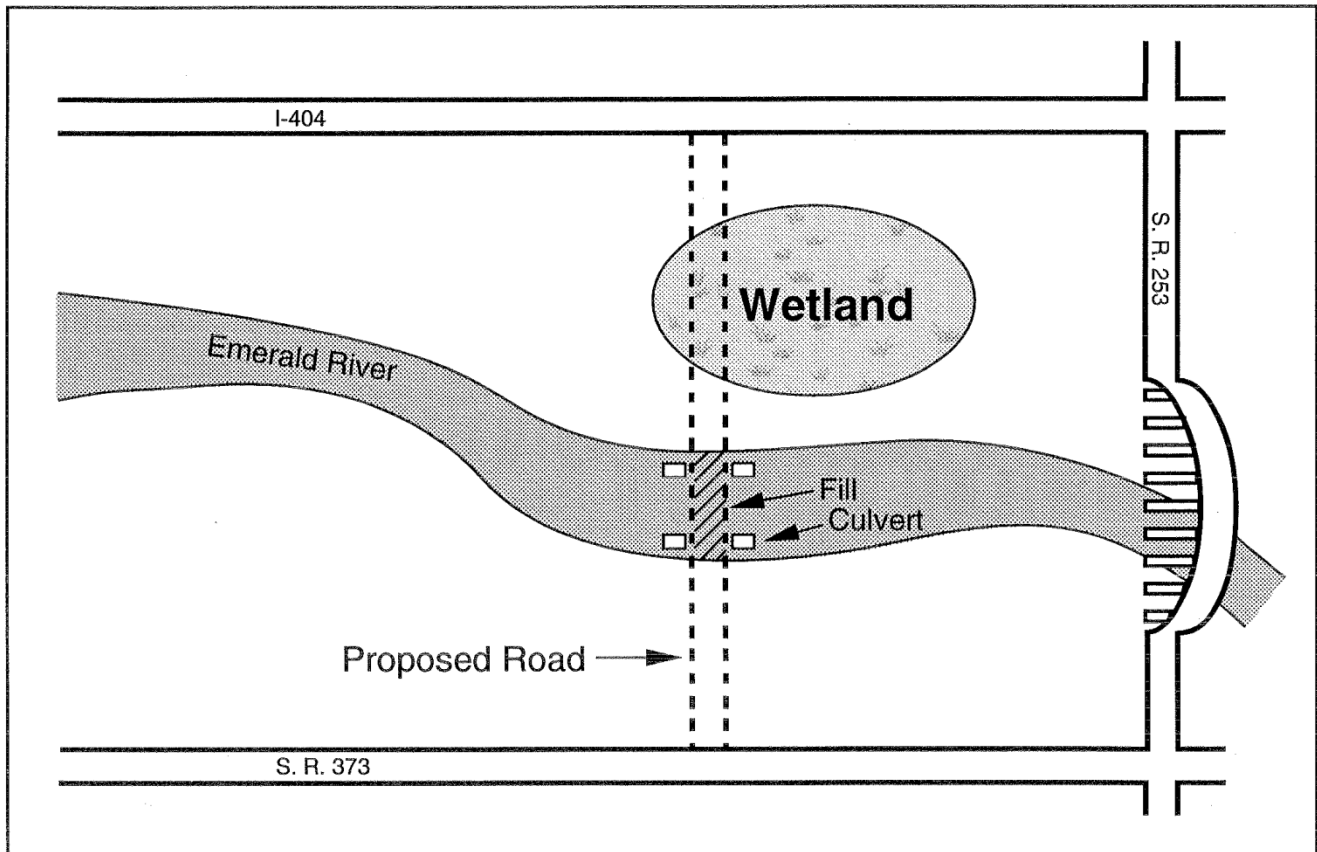 I-404
S. R. 253
Wetland
Emerald River
Fill
Culvert
Proposed Road
S. R. 373